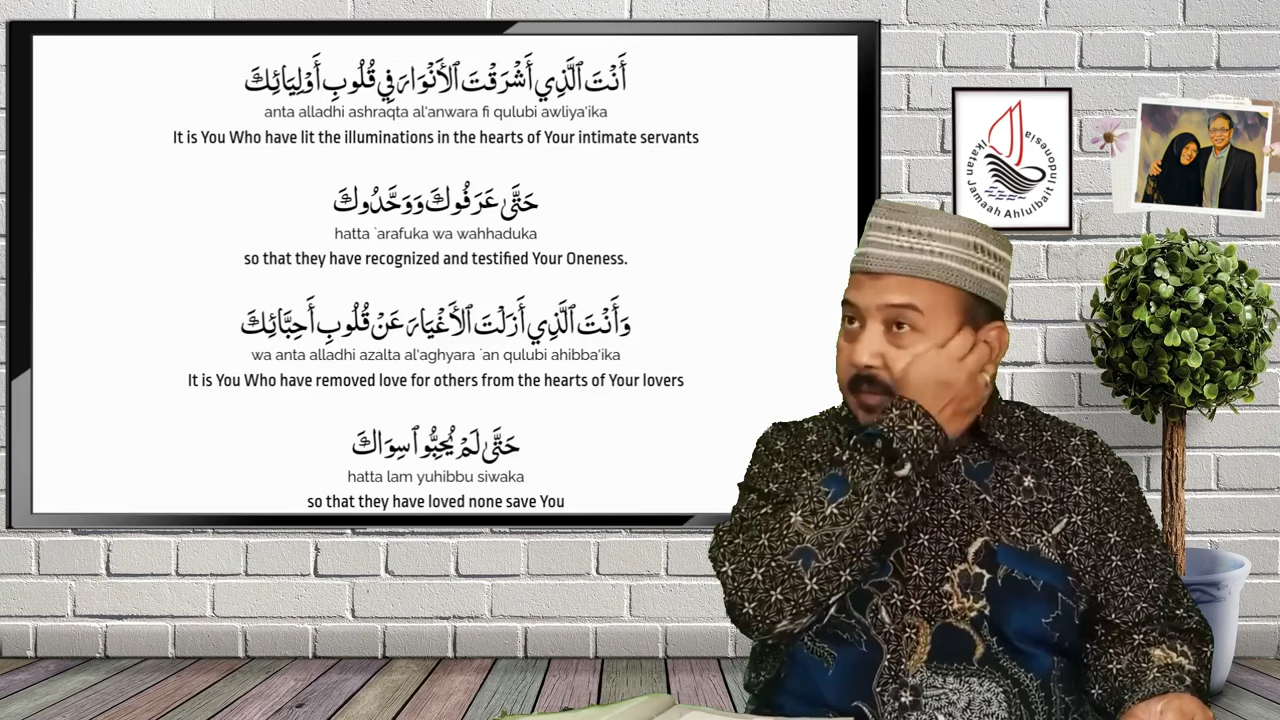 أَنْتَ ٱلَّذِي أَشْرَقْتَ ٱلأَنْوَارَ فِي قُلُوبِ أَوْلِيَائِكَ
anta alladhi ashraqta al'anwara fi qulubi awliya'ika
It is You Who have lit the illuminations in the hearts of Your intimate servants
حَتَّىٰ عَرَفُوكَ وَوَحَّدُوكَ
hatta `arafuka wa wahhaduka
so that they have recognized and testified Your Oneness.
وَأَنْتَ ٱلَّذِي أَزَلْتَ ٱلأَغْيَارَ عَنْ قُلُوبِ أَحِبَّائِكَ
wa anta alladhi azalta al'aghyara `an qulubi ahibba'ika
It is You Who have removed love for others from the hearts of Your lovers
حَتَّىٰ لَمْ يُحِبُّوٱ سِوَاكَ
hatta lam yuhibbu siwaka
so that they have loved none save You
Ikatan Jamaah Ahlulbait Indonesia